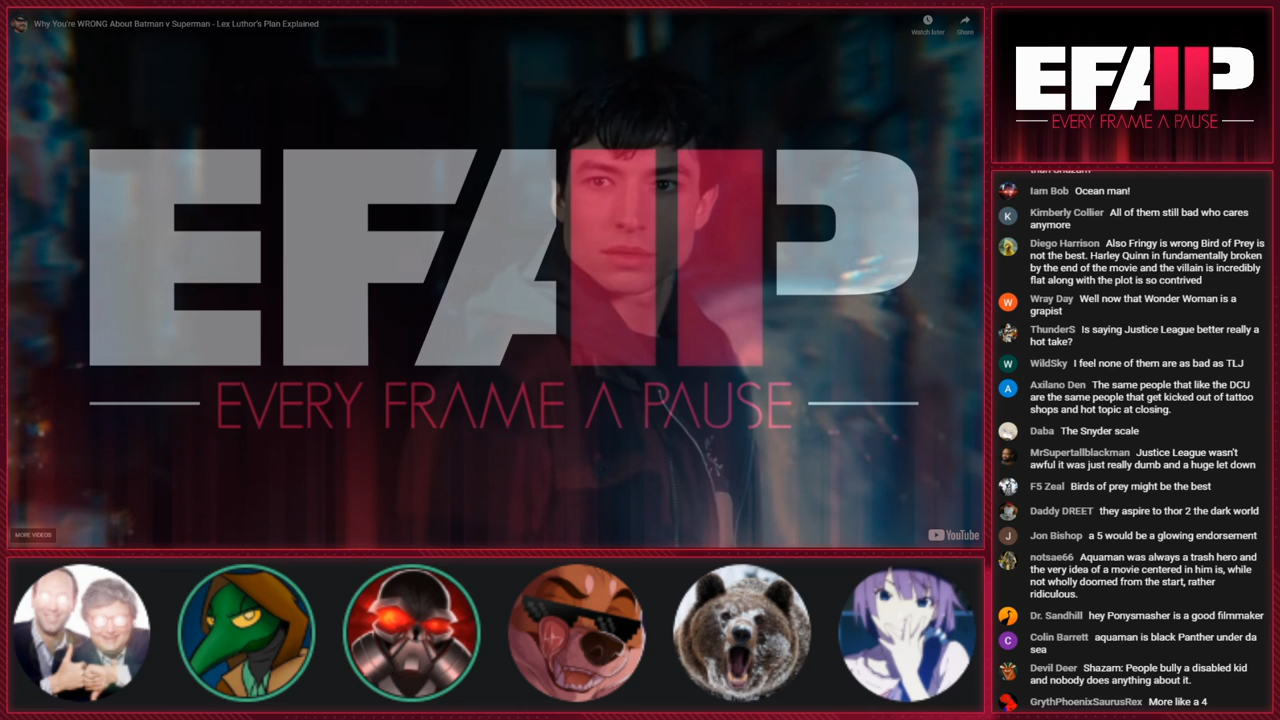 Why You're WRONG About Batman v Superman - Lex Luthor's Plan Explained
Watch later
Share
EFAP
EVERY FRAME A PAUSE
MORE VIDEOS
YouTube
EFAP
EVERY FRAME A PAUSE
than Shazam
Iam Bob Ocean man!
K
Kimberly Collier All of them still bad who cares
anymore
Diego Harrison Also Fringy is wrong Bird of Prey is
not the best. Harley Quinn in fundamentally broken
by the end of the movie and the villain is incredibly
flat along with the plot is so contrived
W
Wray Day Well now that Wonder Woman is a
grapist
ThunderS Is saying Justice League better really a
hot take?
W
WildSky I feel none of them are as bad as TLJ
A
Axilano Den The same people that like the DCU
are the same people that get kicked out of tattoo
shops and hot topic at closing.
Daba The Snyder scale
MrSupertallblackman Justice League wasn't
awful it was just really dumb and a huge let down
F5 Zeal Birds of prey might be the best
Daddy DREET they aspire to thor 2 the dark world
J
Jon Bishop a 5 would be a glowing endorsement
notsae66 Aquaman was always a trash hero and
the very idea of a movie centered in him is, while
not wholly doomed from the start, rather
ridiculous.
Dr. Sandhill hey Ponysmasher is a good filmmaker
C
Colin Barrett aquaman is black Panther under da
sea
Devil Deer Shazam: People bully a disabled kid
and nobody does anything about it.
GrythPhoenixSaurusRex More like a 4